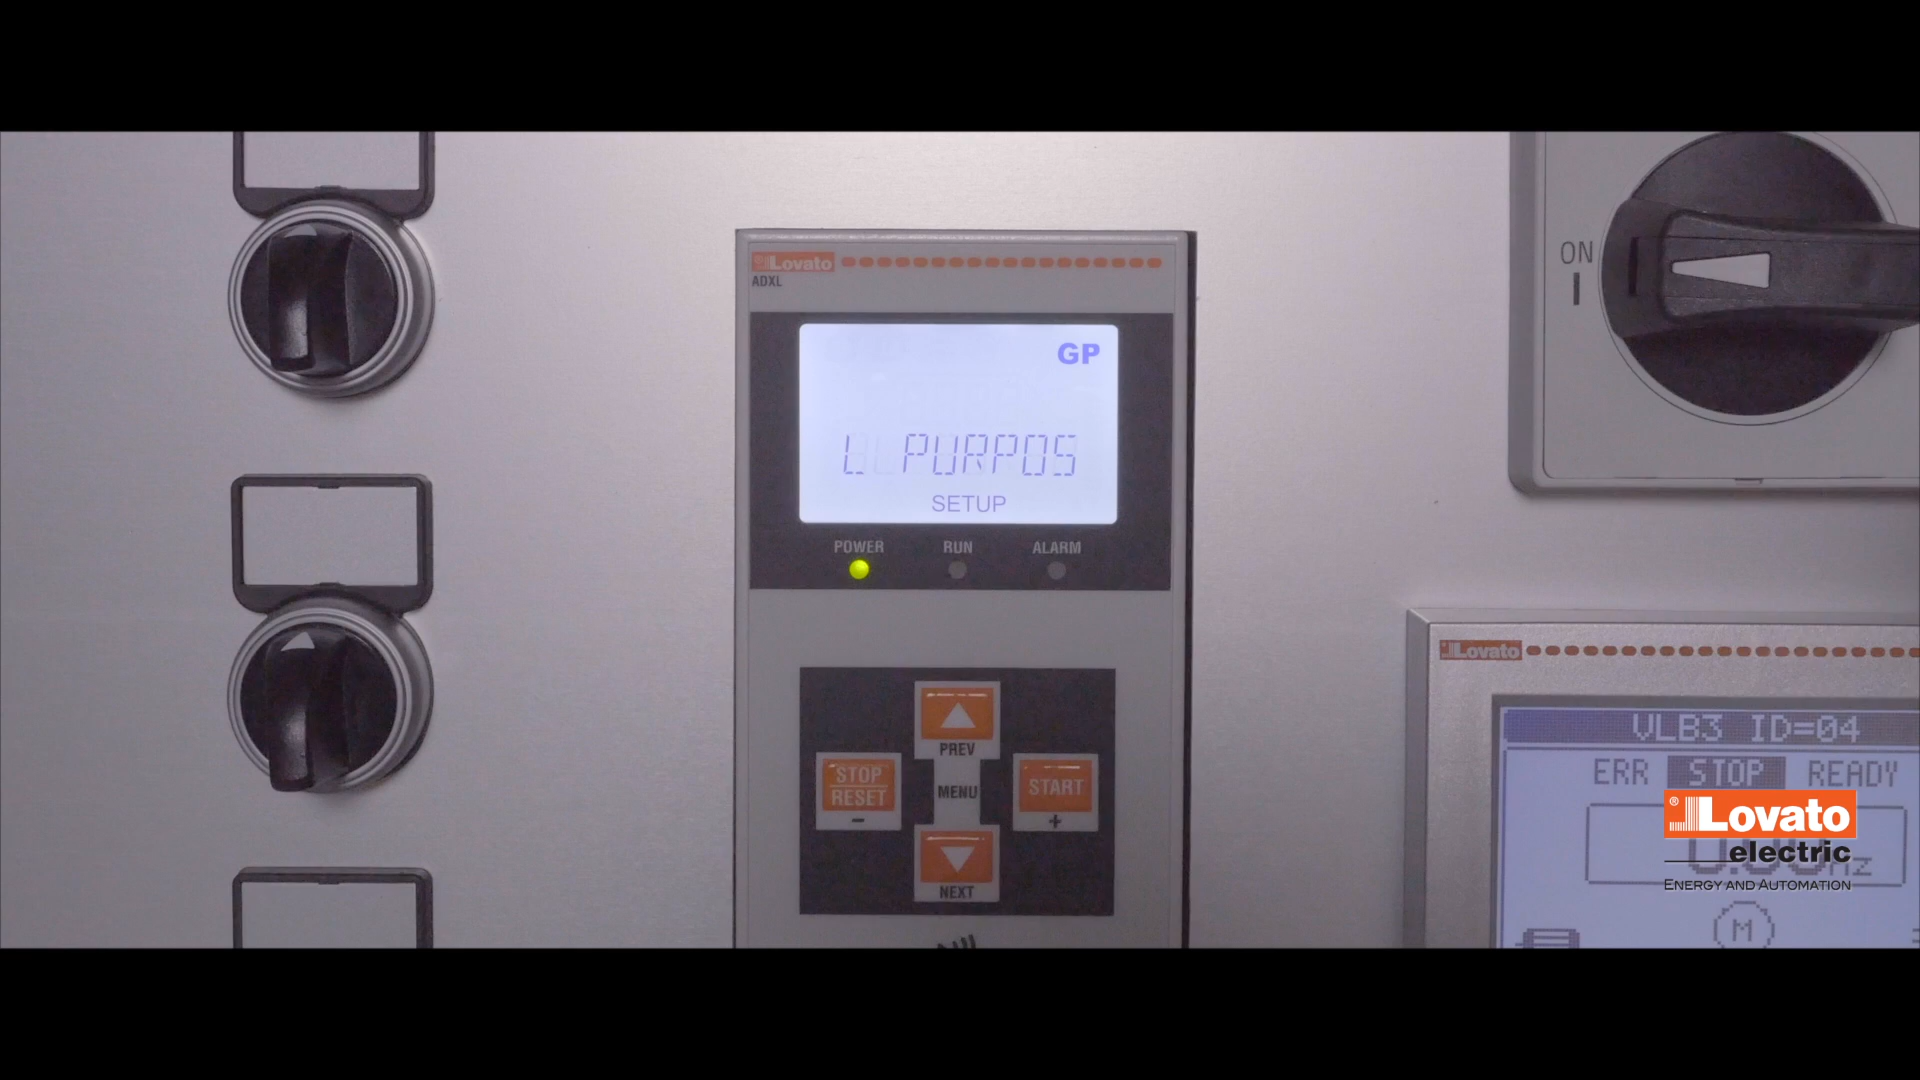 Lovato
ADXL
GP
L PURPOS
SETUP
POWER RUN ALARM
PREV
STOP
RESET
-
MENU
START
+
NEXT
ON
I
Lovato
VLB3 ID=04
ERR STOP READY
M
® Lovato
electric
ENERGY AND AUTOMATION